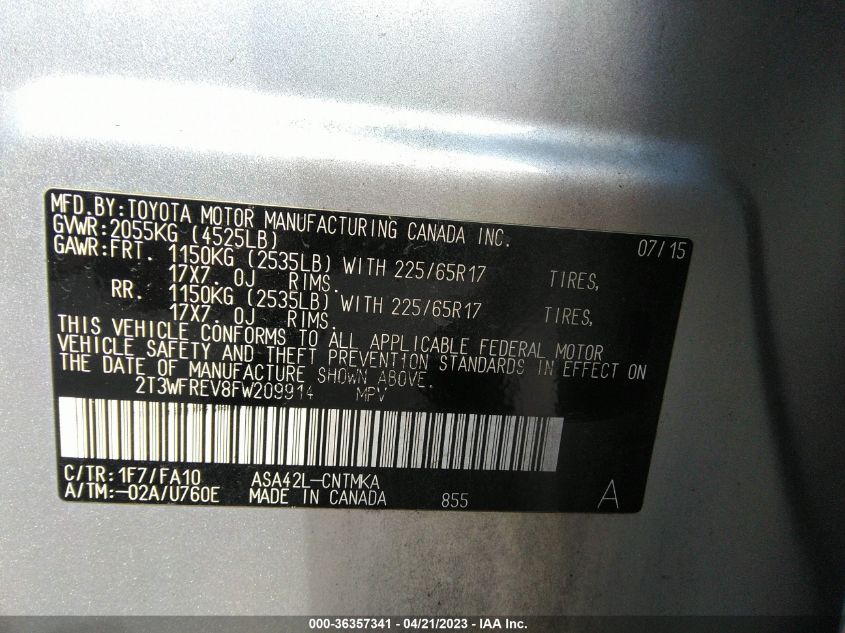 MFD.BY:TOYOTA MOTOR MANUFACTURING CANADA INC. 07/15
GVWR:2055KG (4525LB)
GAWR:FRT. 1150KG (2535LB) WITH 225/65R17 TIRES,
17X7.0J RIMS.
RR. 1150KG (2535LB) WITH 225/65R17 TIRES,
17X7.0J RIMS.
THIS VEHICLE CONFORMS TO ALL APPLICABLE FEDERAL MOTOR
VEHICLE SAFETY AND THEFT PREVENTION STANDARDS IN EFFECT ON
THE DATE OF MANUFACTURE SHOWN ABOVE.
2T3WFREV8FW209914 MPV
C/TR:1F7/FA10 ASA42L-CNTMKA
A/TM:-02A/U760E MADE IN CANADA 855 A
000-36357341 - 04/21/2023 - IAA Inc.